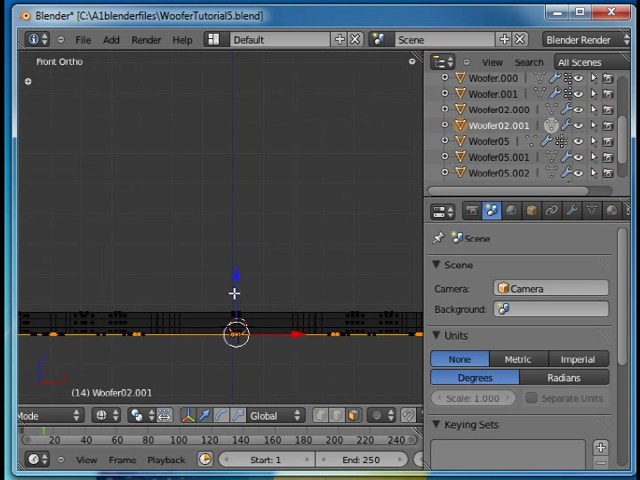 Blender* [C:\A1blenderfiles\WooferTutorial5.blend]
File Add Render Help Default Scene Blender Render
Front Ortho
View Search All Scenes
Woofer.000
Woofer.001
Woofer02.000
Woofer02.001
Woofer05
Woofer05.001
Woofer05.002
Scene
Scene
Camera: Camera
Background:
Units
None Metric Imperial
Degrees Radians
Scale: 1.000 Separate Units
Keying Sets
(14) Woofer02.001
Mode Global
20 40 60 80 100 120 140 160 180 200 220 240
View Frame Playback Start: 1 End: 250